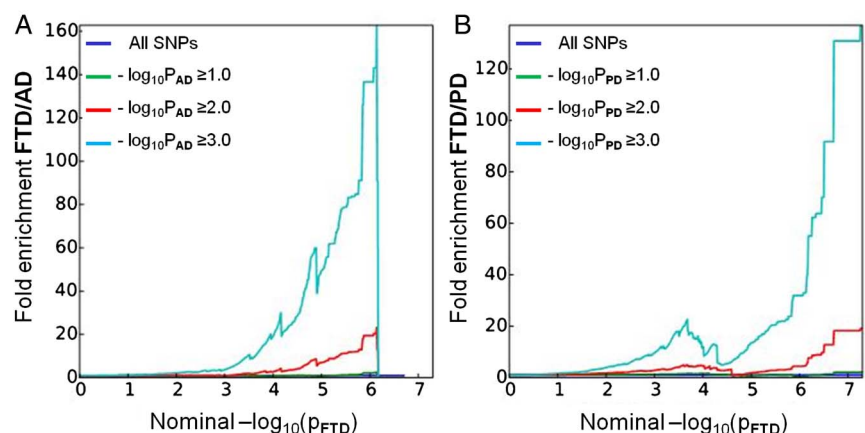 A
Fold enrichment FTD/AD
160
140
120
100
80
60
40
20
0
All SNPs
- log10PAD ≥1.0
- log10PAD ≥2.0
- log10PAD ≥3.0
0 1 2 3 4 5 6 7
Nominal –log10(pFTD)
B
Fold enrichment FTD/PD
120
100
80
60
40
20
0
All SNPs
- log10PPD ≥1.0
- log10PPD ≥2.0
- log10PPD ≥3.0
0 1 2 3 4 5 6 7
Nominal –log10(pFTD)